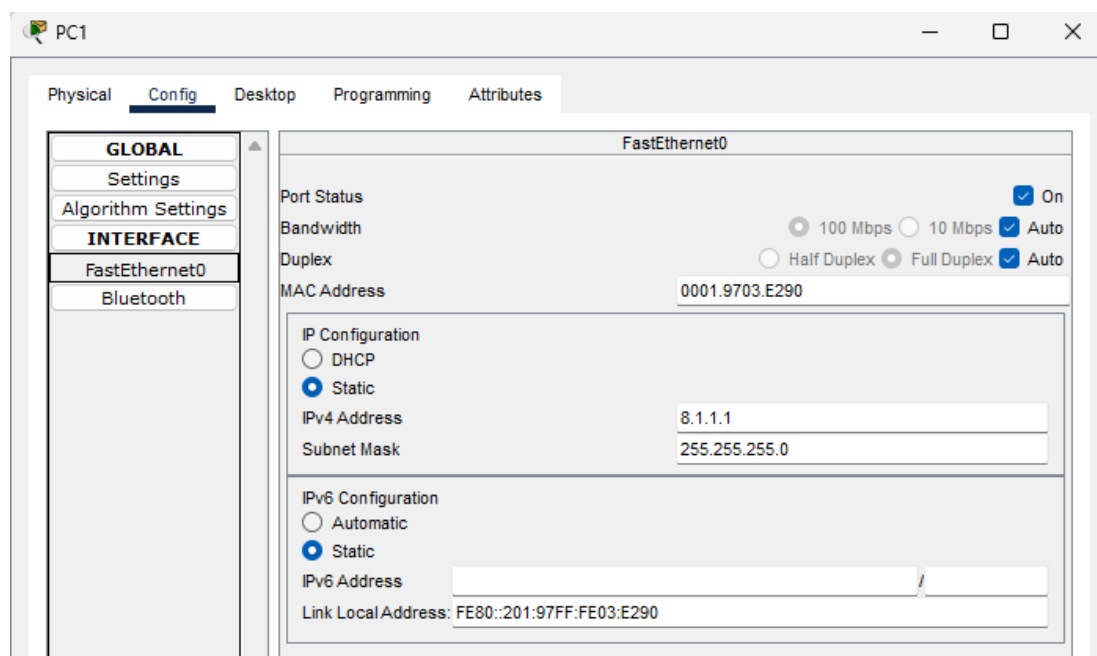 PC1
Physical Config Desktop Programming Attributes
GLOBAL
Settings
Algorithm Settings
INTERFACE
FastEthernet0
Bluetooth
FastEthernet0
Port Status On
Bandwidth 100 Mbps 10 Mbps Auto
Duplex Half Duplex Full Duplex Auto
MAC Address 0001.9703.E290
IP Configuration
DHCP
Static
IPv4 Address 8.1.1.1
Subnet Mask 255.255.255.0
IPv6 Configuration
Automatic
Static
IPv6 Address /
Link Local Address: FE80::201:97FF:FE03:E290